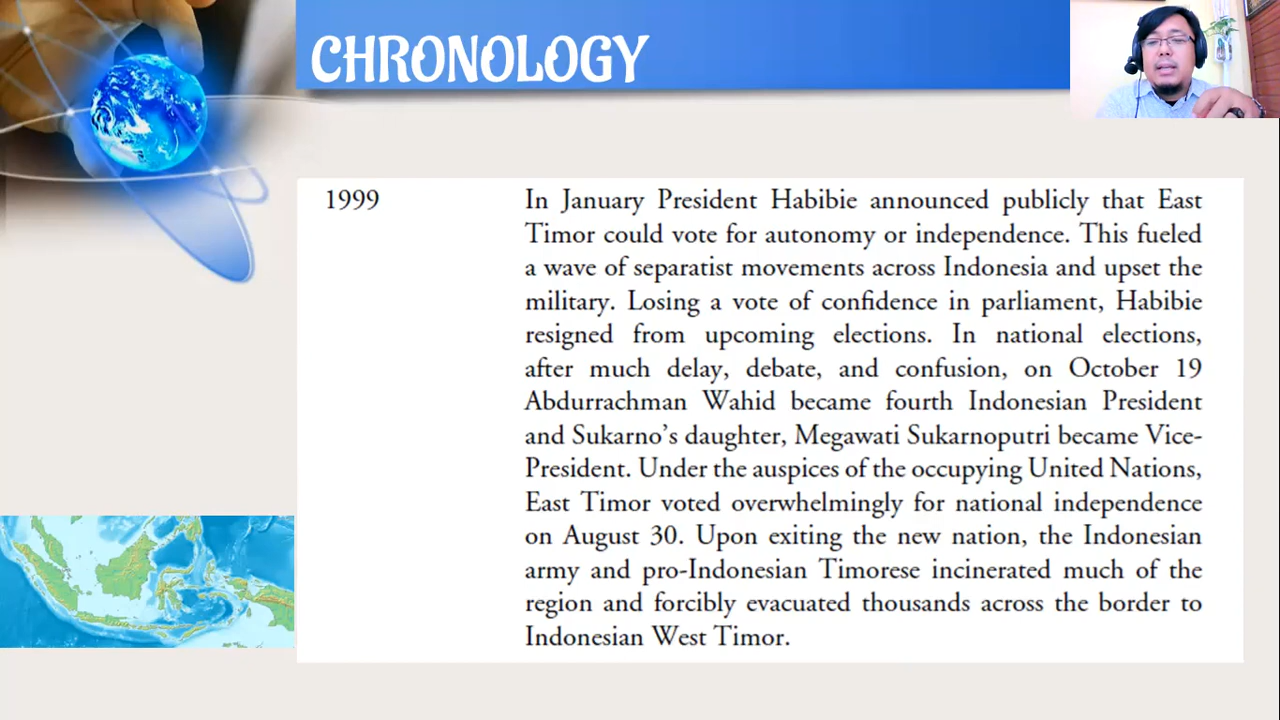 CHRONOLOGY
1999
In January President Habibie announced publicly that East
Timor could vote for autonomy or independence. This fueled
a wave of separatist movements across Indonesia and upset the
military. Losing a vote of confidence in parliament, Habibie
resigned from upcoming elections. In national elections,
after much delay, debate, and confusion, on October 19
Abdurrachman Wahid became fourth Indonesian President
and Sukarno’s daughter, Megawati Sukarnoputri became Vice-
President. Under the auspices of the occupying United Nations,
East Timor voted overwhelmingly for national independence
on August 30. Upon exiting the new nation, the Indonesian
army and pro-Indonesian Timorese incinerated much of the
region and forcibly evacuated thousands across the border to
Indonesian West Timor.